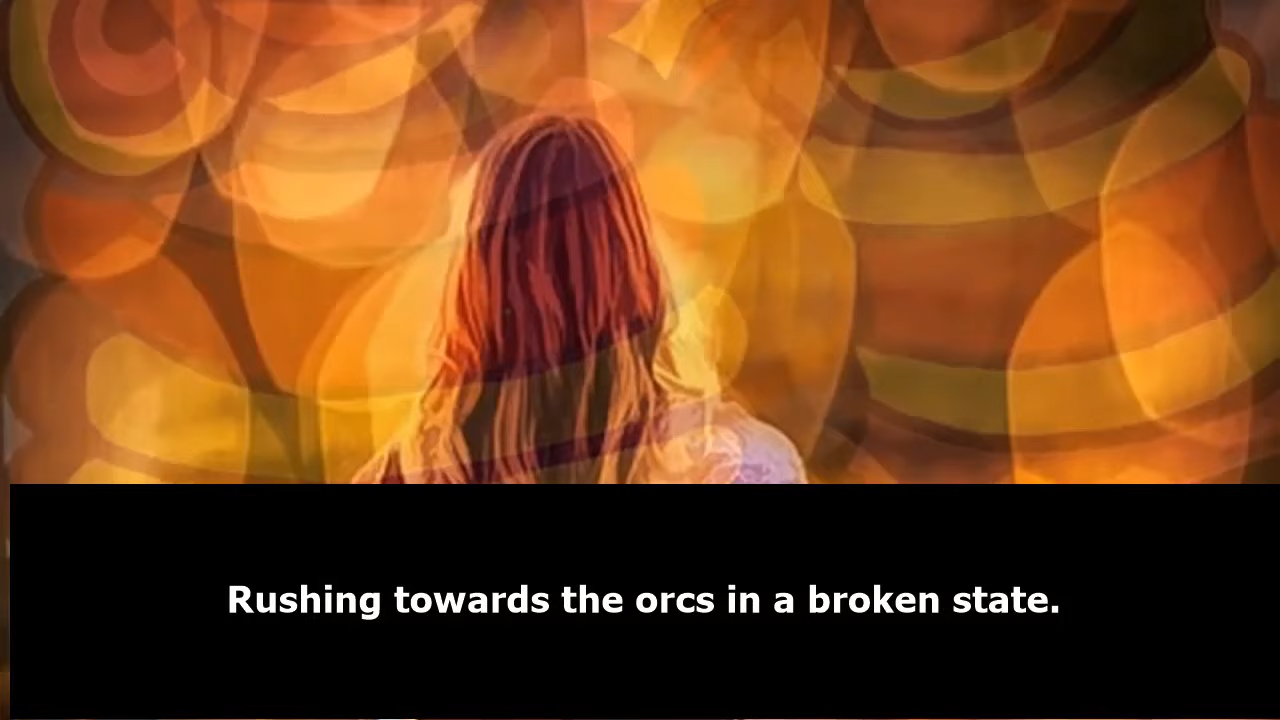 Rushing towards the orcs in a broken state.